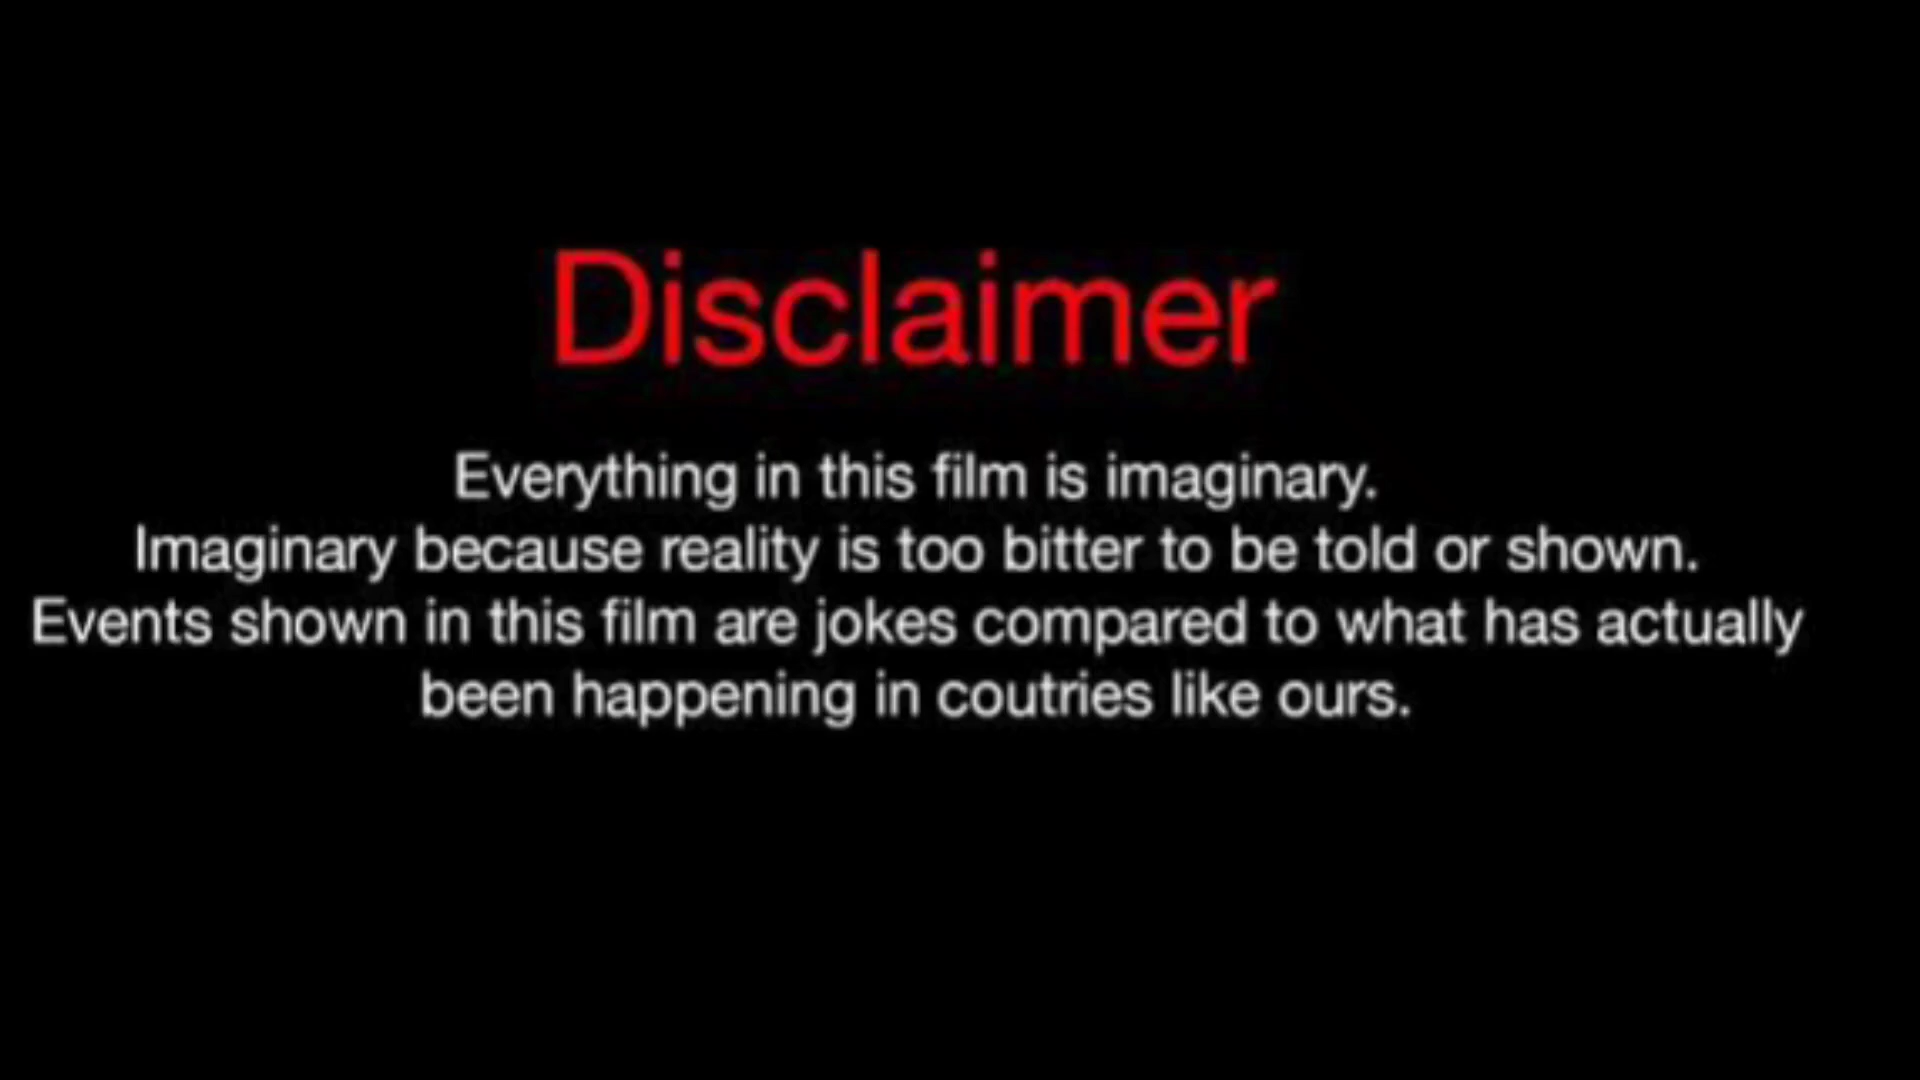 Disclaimer
Everything in this film is imaginary.
Imaginary because reality is too bitter to be told or shown.
Events shown in this film are jokes compared to what has actually
been happening in coutries like ours.